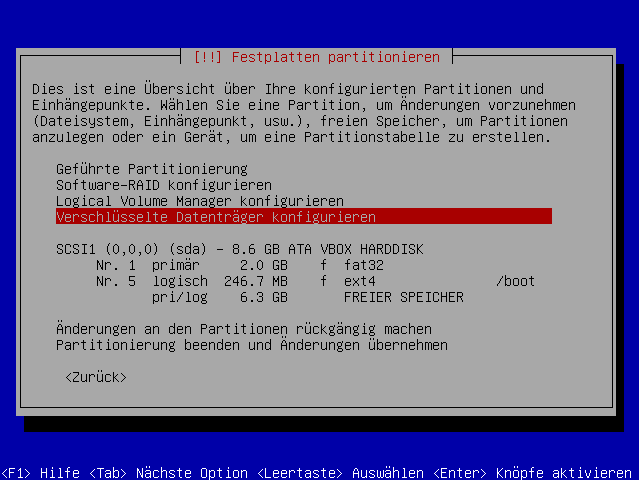 [!!] Festplatten partitionieren
Dies ist eine Übersicht über Ihre konfigurierten Partitionen und
Einhängepunkte. Wählen Sie eine Partition, um Änderungen vorzunehmen
(Dateisystem, Einhängepunkt, usw.), freien Speicher, um Partitionen
anzulegen oder ein Gerät, um eine Partitionstabelle zu erstellen.
Geführte Partitionierung
Software-RAID konfigurieren
Logical Volume Manager konfigurieren
Verschlüsselte Datenträger konfigurieren
SCSI1 (0,0,0) (sda) - 8.6 GB ATA VBOX HARDDISK
Nr. 1 primär 2.0 GB f fat32
Nr. 5 logisch 246.7 MB f ext4 /boot
pri/log 6.3 GB FREIER SPEICHER
Änderungen an den Partitionen rückgängig machen
Partitionierung beenden und Änderungen übernehmen
<Zurück>
<F1> Hilfe <Tab> Nächste Option <Leertaste> Auswählen <Enter> Knöpfe aktivieren